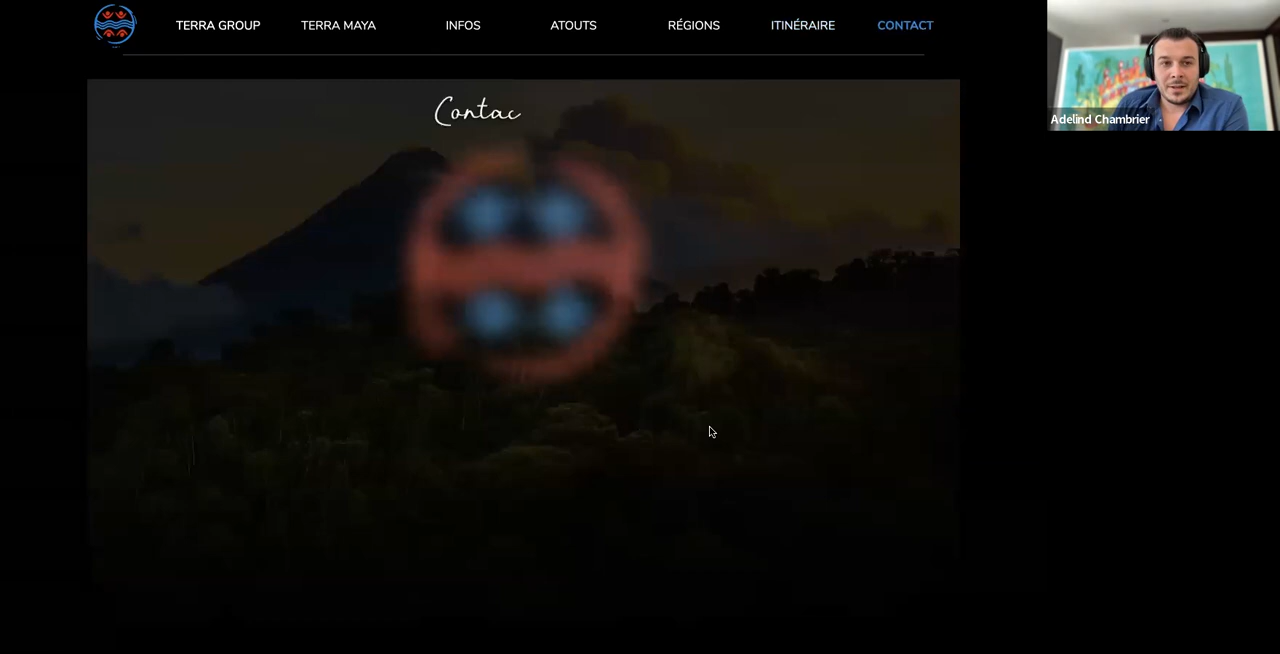 TERRA GROUP TERRA MAYA INFOS ATOUTS RÉGIONS ITINÉRAIRE CONTACT
Contac
Adelind Chambrier